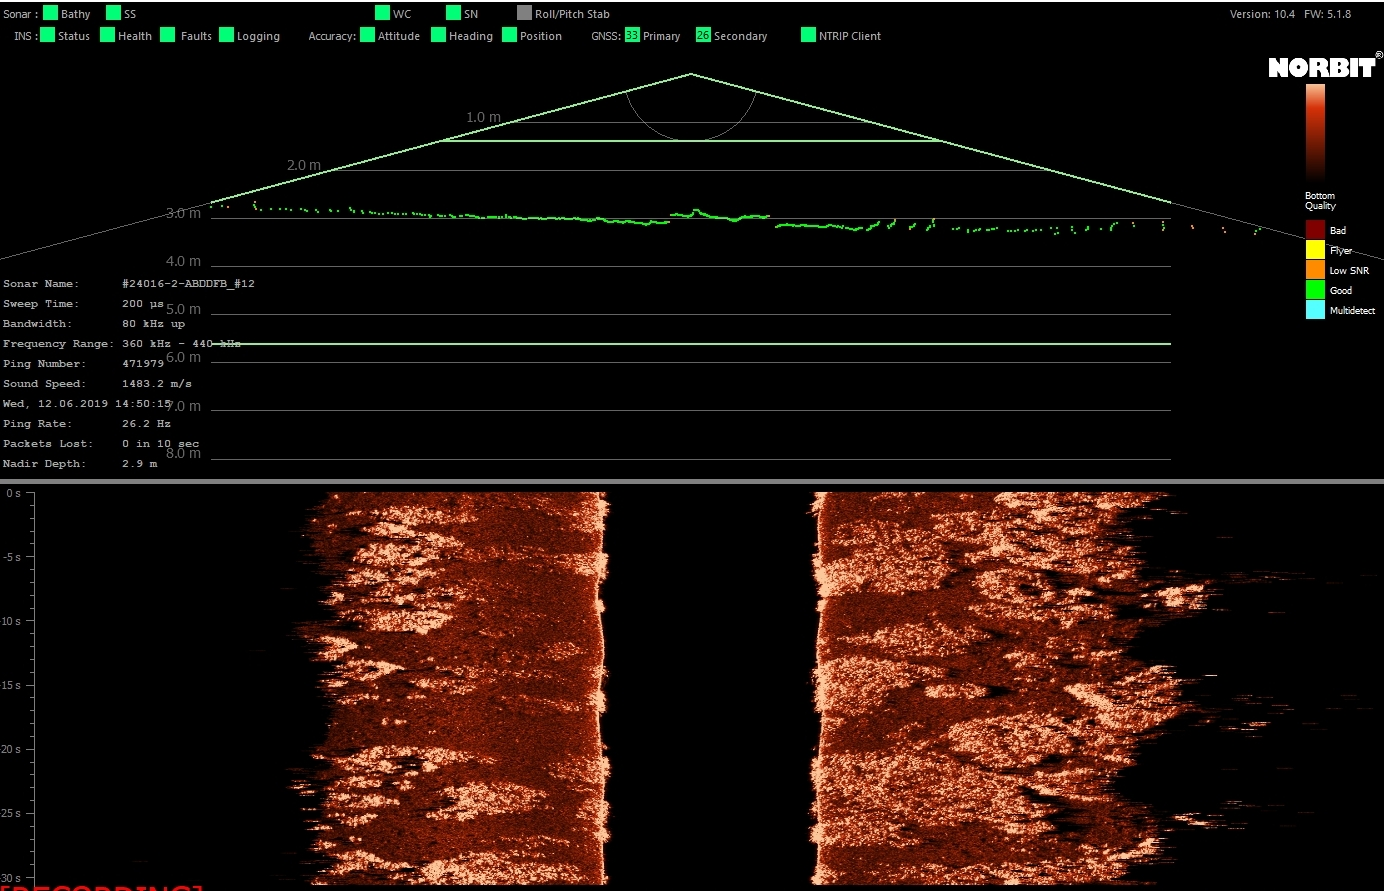 Sonar : Bathy SS WC SN Roll/Pitch Stab Version: 10.4 FW: 5.1.8
INS : Status Health Faults Logging Accuracy: Attitude Heading Position GNSS: 33 Primary 26 Secondary NTRIP Client
NORBIT®
1.0 m
2.0 m
3.0 m
4.0 m
5.0 m
6.0 m
7.0 m
8.0 m
Bottom
Quality
Bad
Flyer
Low SNR
Good
Multidetect
Sonar Name: #24016-2-ABDDFB_#12
Sweep Time: 200 µs
Bandwidth: 80 kHz up
Frequency Range: 360 kHz - 440 kHz
Ping Number: 471979
Sound Speed: 1483.2 m/s
Wed, 12.06.2019 14:50:15
Ping Rate: 26.2 Hz
Packets Lost: 0 in 10 sec
Nadir Depth: 2.9 m
0 s
-5 s
-10 s
-15 s
-20 s
-25 s
-30 s
[RECORDING]